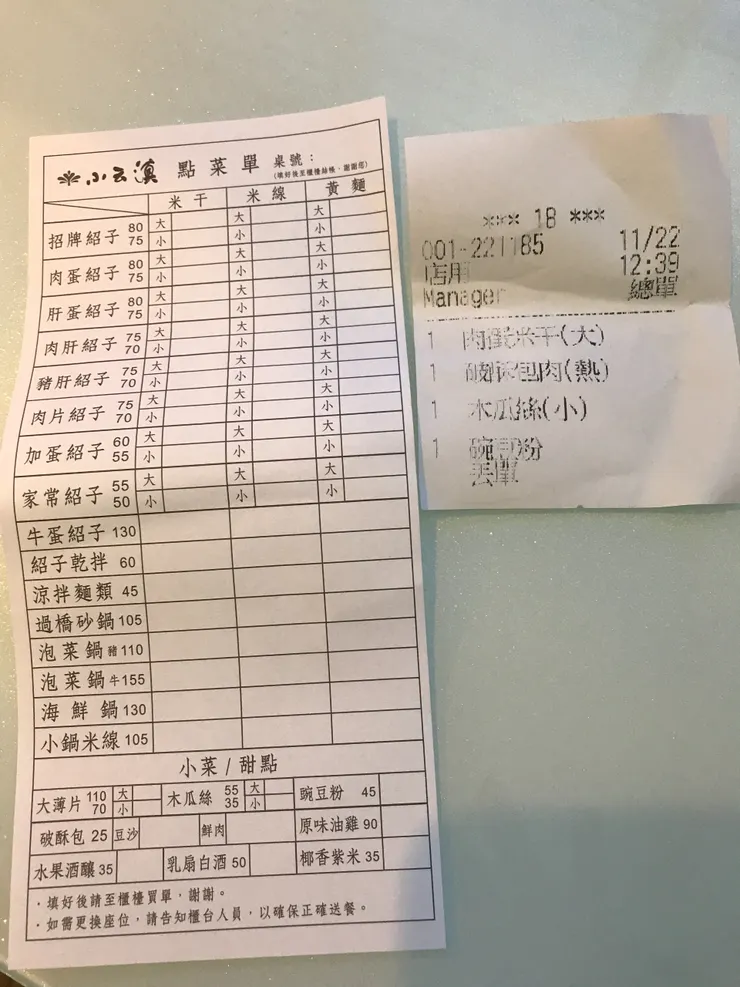 小云滇 點菜單 桌號：
(填好後至櫃檯結帳，謝謝您)
米干 米線 黃麵
招牌紹子 80 大 大 大
75 小 小 小
肉蛋紹子 80 大 大 大
75 小 小 小
肝蛋紹子 80 大 大 大
75 小 小 小
肉肝紹子 75 大 大 大
70 小 小 小
豬肝紹子 75 大 大 大
70 小 小 小
肉片紹子 75 大 大 大
70 小 小 小
加蛋紹子 60 大 大 大
55 小 小 小
家常紹子 55 大 大 大
50 小 小 小
牛蛋紹子 130
紹子乾拌 60
涼拌麵類 45
過橋砂鍋 105
泡菜鍋 豬 110
泡菜鍋 牛 155
海鮮鍋 130
小鍋米線 105
小菜 / 甜點
大薄片 110 大 木瓜絲 55 大 豌豆粉 45
70 小 35 小
破酥包 25 豆沙 鮮肉 原味油雞 90
水果酒釀 35 乳扇白酒 50 椰香紫米 35
．填好後請至櫃檯買單，謝謝。
．如需更換座位，請告知櫃台人員，以確保正確送餐。
*** 1B ***
001-221185 11/22
店用 12:39
Manager 總單
1 米干(大)
1 肉(熱)
1 木瓜絲(小)
1 碗豆粉
丟單